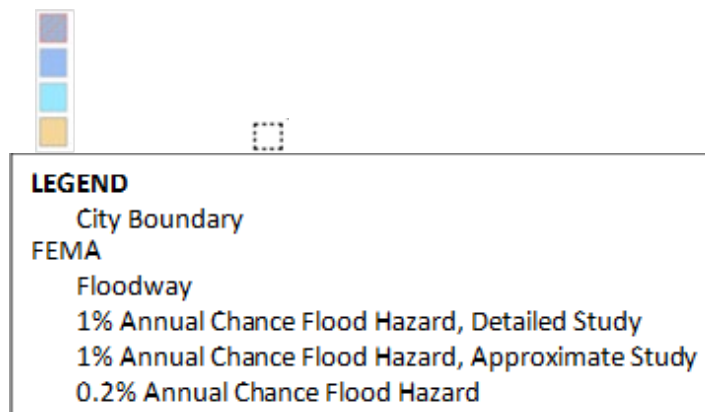 LEGEND
City Boundary
FEMA
Floodway
1% Annual Chance Flood Hazard, Detailed Study
1% Annual Chance Flood Hazard, Approximate Study
0.2% Annual Chance Flood Hazard